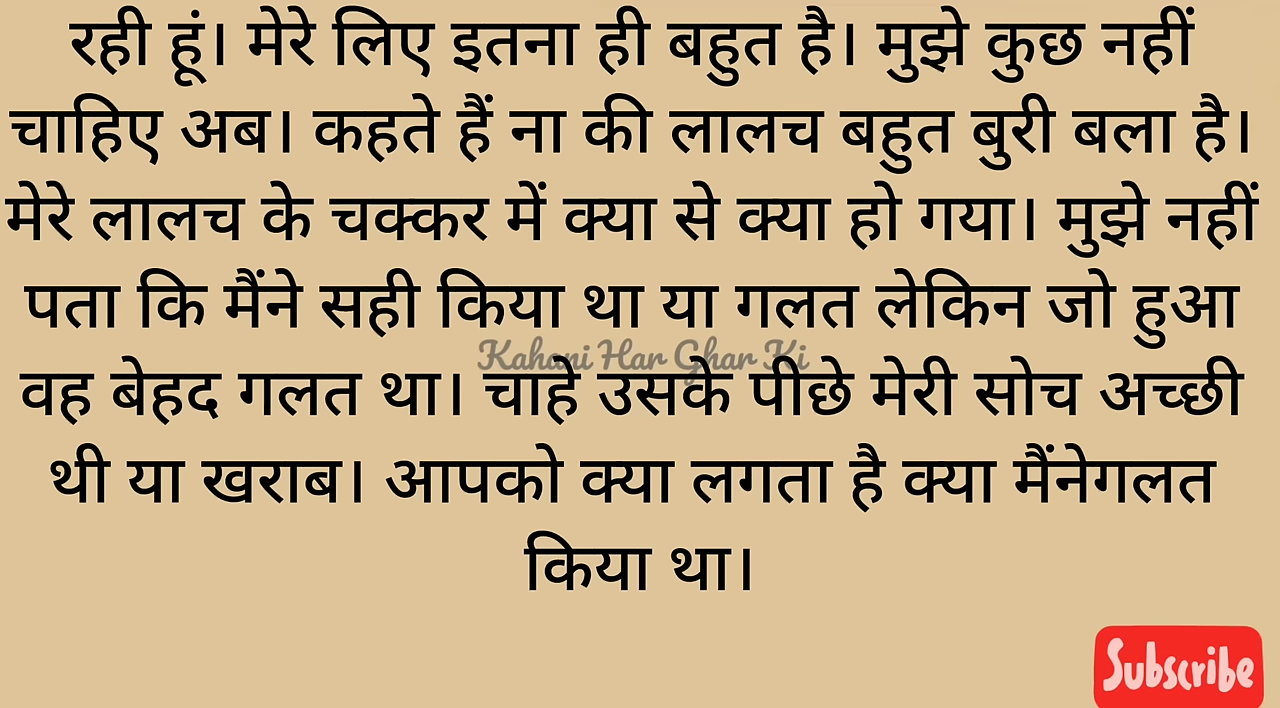 रही हूं। मेरे लिए इतना ही बहुत है। मुझे कुछ नहीं
चाहिए अब। कहते हैं ना की लालच बहुत बुरी बला है।
मेरे लालच के चक्कर में क्या से क्या हो गया। मुझे नहीं
पता कि मैंने सही किया था या गलत लेकिन जो हुआ
Kahani Har Ghar Ki
वह बेहद गलत था। चाहे उसके पीछे मेरी सोच अच्छी
थी या खराब। आपको क्या लगता है क्या मैंनेगलत
किया था।
Subscribe